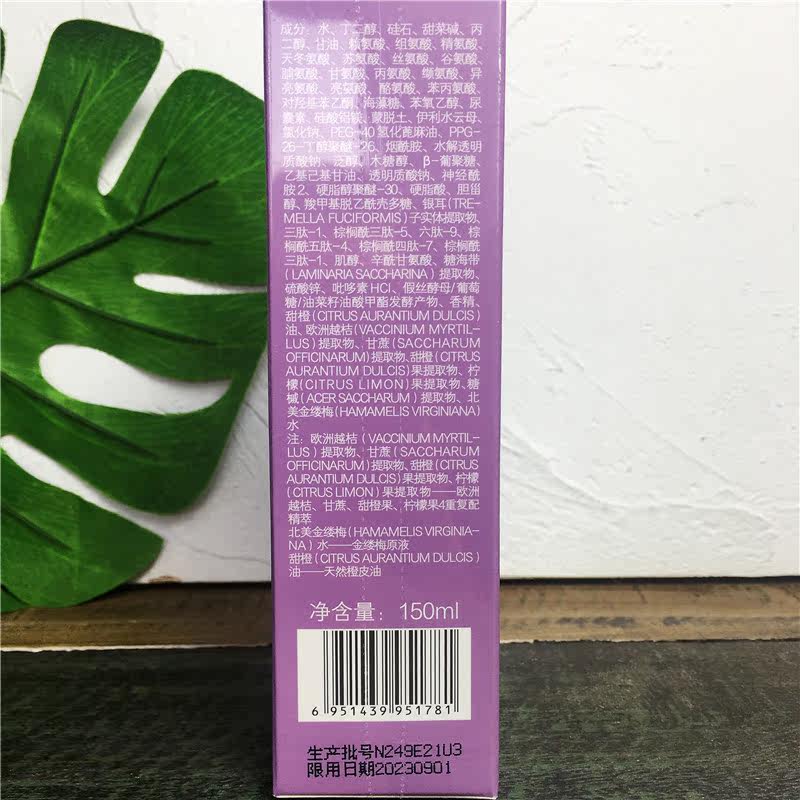 成分：水、丁二醇、硅石、甜菜碱、丙
二醇、甘油、赖氨酸、组氨酸、精氨酸、
天冬氨酸、苏氨酸、丝氨酸、谷氨酸、
脯氨酸、甘氨酸、丙氨酸、缬氨酸、异
亮氨酸、亮氨酸、酪氨酸、苯丙氨酸、
对羟基苯乙酮、海藻糖、苯氧乙醇、尿
囊素、硅酸铝镁、蒙脱土、伊利水云母、
氯化钠、PEG-40氢化蓖麻油、PPG-
26-丁醇聚醚-26、烟酰胺、水解透明
质酸钠、泛醇、木糖醇、β-葡聚糖、
乙基己基甘油、透明质酸钠、神经酰
胺2、硬脂醇聚醚-30、硬脂酸、胆甾
醇、羧甲基脱乙酰壳多糖、银耳(TRE-
MELLA FUCIFORMIS)子实体提取物、
三肽-1、棕榈酰三肽-5、六肽-9、棕
榈酰五肽-4、棕榈酰四肽-7、棕榈酰
三肽-1、肌醇、辛酰甘氨酸、糖海带
(LAMINARIA SACCHARINA)提取物、
硫酸锌、吡哆素HCl、假丝酵母/葡萄
糖/油菜籽油酸甲酯发酵产物、香精、
甜橙(CITRUS AURANTIUM DULCIS)
油、欧洲越桔(VACCINIUM MYRTIL-
LUS)提取物、甘蔗(SACCHARUM
OFFICINARUM)提取物、甜橙(CITRUS
AURANTIUM DULCIS)果提取物、柠
檬(CITRUS LIMON)果提取物、糖
槭(ACER SACCHARUM)提取物、北
美金缕梅(HAMAMELIS VIRGINIANA)
水
注：欧洲越桔(VACCINIUM MYRTIL-
LUS)提取物、甘蔗(SACCHARUM
OFFICINARUM)提取物、甜橙(CITRUS
AURANTIUM DULCIS)果提取物、柠檬
(CITRUS LIMON)果提取物——欧洲
越桔、甘蔗、甜橙果、柠檬果4重复配
精萃
北美金缕梅(HAMAMELIS VIRGINIA-
NA)水——金缕梅原液
甜橙(CITRUS AURANTIUM DULCIS)
油——天然橙皮油
净含量：150ml
6 951439 951781
生产批号N249E21U3
限用日期20230901